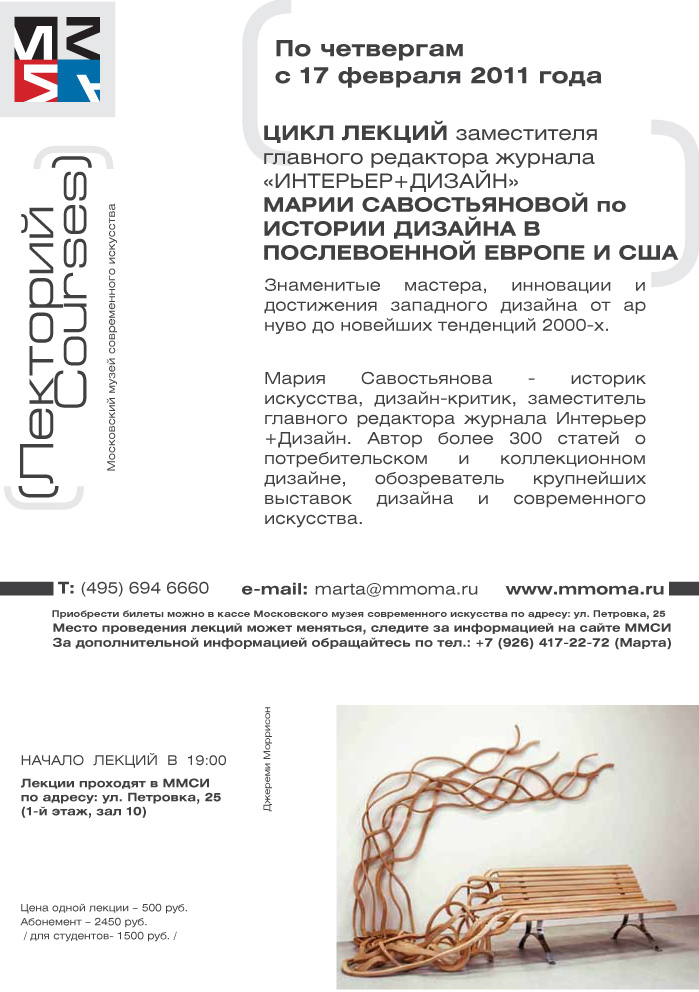 По четвергам
с 17 февраля 2011 года
ЦИКЛ ЛЕКЦИЙ заместителя
главного редактора журнала
«ИНТЕРЬЕР+ДИЗАЙН»
МАРИИ САВОСТЬЯНОВОЙ по
ИСТОРИИ ДИЗАЙНА В
ПОСЛЕВОЕННОЙ ЕВРОПЕ И США
(Лекторий
Courses)
Московский музей современного искусства
Знаменитые мастера, инновации и
достижения западного дизайна от ар
нуво до новейших тенденций 2000-х.
Мария Савостьянова - историк
искусства, дизайн-критик, заместитель
главного редактора журнала Интерьер
+Дизайн. Автор более 300 статей о
потребительском и коллекционном
дизайне, обозреватель крупнейших
выставок дизайна и современного
искусства.
Т: (495) 694 6660 e-mail: marta@mmoma.ru www.mmoma.ru
Приобрести билеты можно в кассе Московского музея современного искусства по адресу: ул. Петровка, 25
Место проведения лекций может меняться, следите за информацией на сайте ММСИ
За дополнительной информацией обращайтесь по тел.: +7 (926) 417-22-72 (Марта)
Джереми Моррисон
НАЧАЛО ЛЕКЦИЙ В 19:00
Лекции проходят в ММСИ
по адресу: ул. Петровка, 25
(1-й этаж, зал 10)
Цена одной лекции – 500 руб.
Абонемент – 2450 руб.
/ для студентов- 1500 руб. /